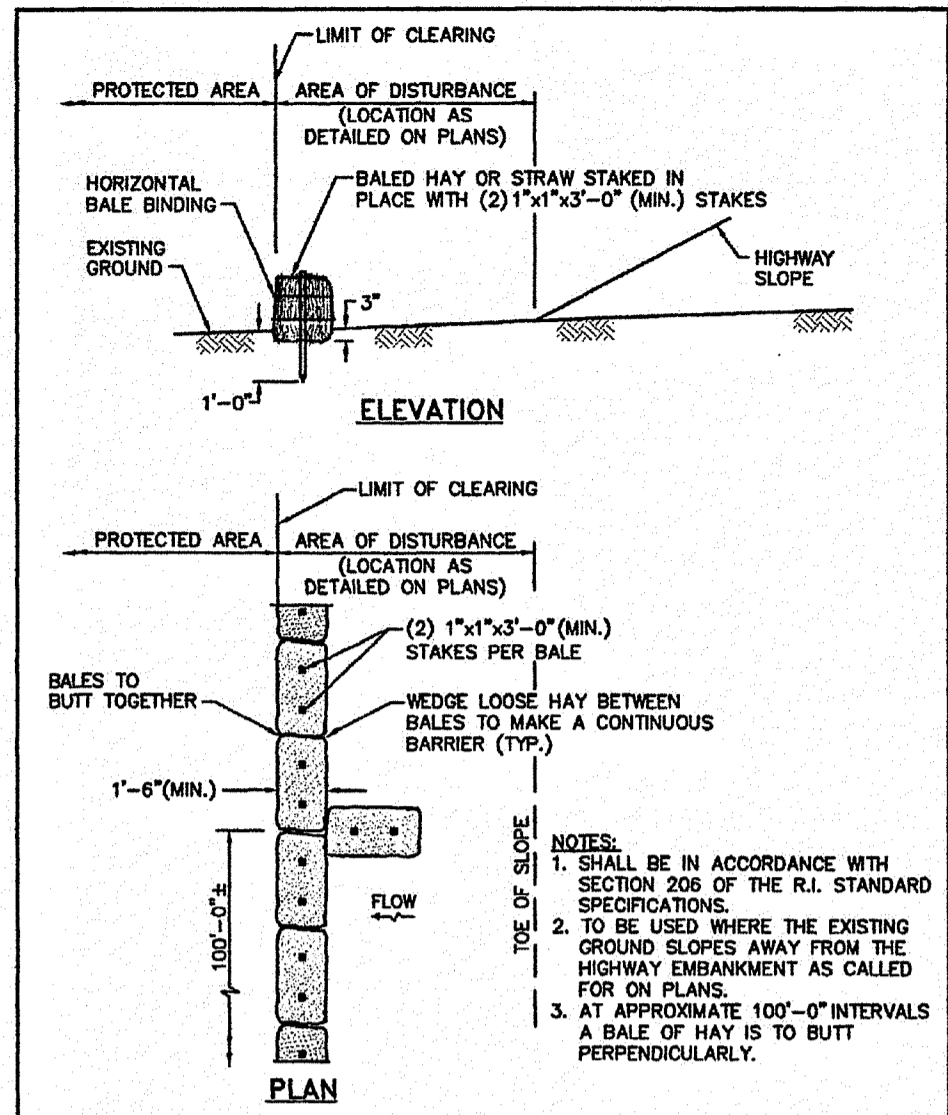 LIMIT OF CLEARING
PROTECTED AREA
AREA OF DISTURBANCE
(LOCATION AS
DETAILED ON PLANS)
HORIZONTAL
BALE BINDING
BALED HAY OR STRAW STAKED IN
PLACE WITH (2) 1"x1"x3'-0" (MIN.) STAKES
EXISTING
GROUND
HIGHWAY
SLOPE
3"
1'-0"
ELEVATION
LIMIT OF CLEARING
PROTECTED AREA
AREA OF DISTURBANCE
(LOCATION AS
DETAILED ON PLANS)
(2) 1"x1"x3'-0"(MIN.)
STAKES PER BALE
BALES TO
BUTT TOGETHER
WEDGE LOOSE HAY BETWEEN
BALES TO MAKE A CONTINUOUS
BARRIER (TYP.)
1'-6"(MIN.)
100'-0"±
FLOW
TOE OF SLOPE
NOTES:
1. SHALL BE IN ACCORDANCE WITH
SECTION 206 OF THE R.I. STANDARD
SPECIFICATIONS.
2. TO BE USED WHERE THE EXISTING
GROUND SLOPES AWAY FROM THE
HIGHWAY EMBANKMENT AS CALLED
FOR ON PLANS.
3. AT APPROXIMATE 100'-0" INTERVALS
A BALE OF HAY IS TO BUTT
PERPENDICULARLY.
PLAN